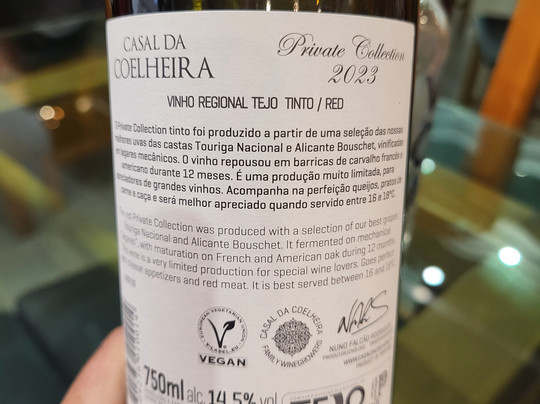 CASAL DA
COELHEIRA
Private Collection
2023
VINHO REGIONAL TEJO TINTO / RED
Private Collection tinto foi produzido a partir de uma seleção das nossas
melhores uvas das castas Touriga Nacional e Alicante Bouschet, vinificadas
em lagares mecânicos. O vinho repousou em barricas de carvalho francês e
americano durante 12 meses. É uma produção muito limitada, para
apreciadores de grandes vinhos. Acompanha na perfeição queijos, pratos de
carne e caça e será melhor apreciado quando servido entre 16 e 18ºC.
Private Collection was produced with a selection of our best grapes
Touriga Nacional and Alicante Bouschet. It fermented on mechanical
with maturation on French and American oak during 12 months.
wine is a very limited production for special wine lovers. Goes perfect
cheese appetizers and red meat. It is best served between 16 and 18ºC
VEGAN
CASAL DA COELHEIRA
FAMILY WINEGROWERS
NUNO FALCÃO RODRIGUES
750ml alc. 14,5% vol
TEJO